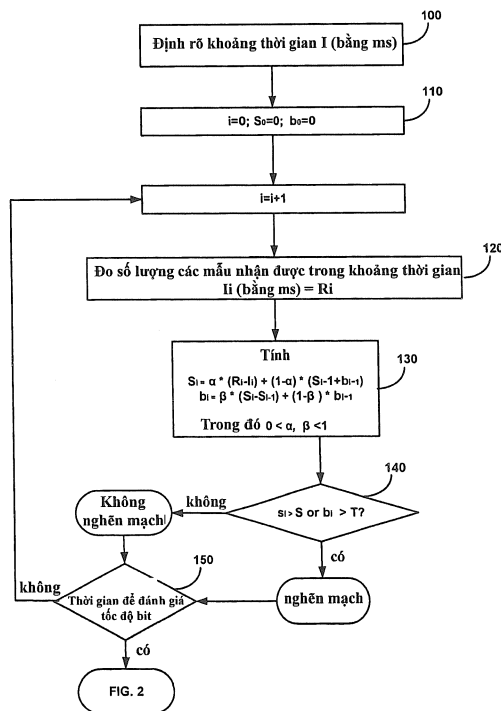 100
Định rõ khoảng thời gian I (bằng ms)
110
i=0; S₀=0; b₀=0
i=i+1
120
Đo số lượng các mẫu nhận được trong khoảng thời gian
Ii (bằng ms) = Ri
130
Tính
Sᵢ = α * (Rᵢ-Iᵢ) + (1-α) * (Sᵢ-1+bᵢ₋₁)
bᵢ = β * (Sᵢ-Sᵢ₋₁) + (1-β ) * bᵢ₋₁
Trong đó 0 < α, β <1
140
Không
nghẽn mạch
không
sᵢ > S or bᵢ > T?
có
150
không
Thời gian để đánh giá
tốc độ bit
nghẽn mạch
có
FIG. 2